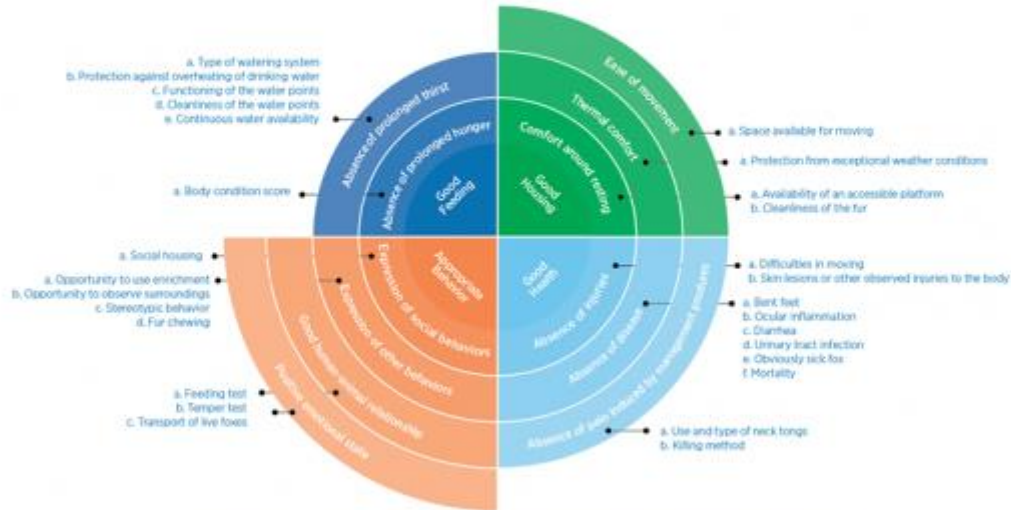 a. Type of watering system
b. Protection against overheating of drinking water
c. Functioning of the water points
d. Cleanliness of the water points
e. Continuous water availability
a. Body condition score
Absence of prolonged thirst
Absence of prolonged hunger
Good
Feeding
Ease of movement
Thermal comfort
Comfort around resting
Good
Housing
a. Space available for moving
a. Protection from exceptional weather conditions
a. Availability of an accessible platform
b. Cleanliness of the fur
a. Social housing
a. Opportunity to use enrichment
b. Opportunity to observe surroundings
c. Stereotypic behavior
d. Fur chewing
a. Feeding test
b. Temper test
c. Transport of live foxes
Appropriate
Behavior
Expression of social behaviors
Expression of other behaviors
Good human-animal relationship
Positive emotional state
Good
Health
Absence of injuries
Absence of disease
Absence of pain induced by management procedures
a. Difficulties in moving
b. Skin lesions or other observed injuries to the body
a. Bent feet
b. Ocular inflammation
c. Diarrhea
d. Urinary tract infection
e. Obviously sick fox
f. Mortality
a. Use and type of neck tongs
b. Killing method